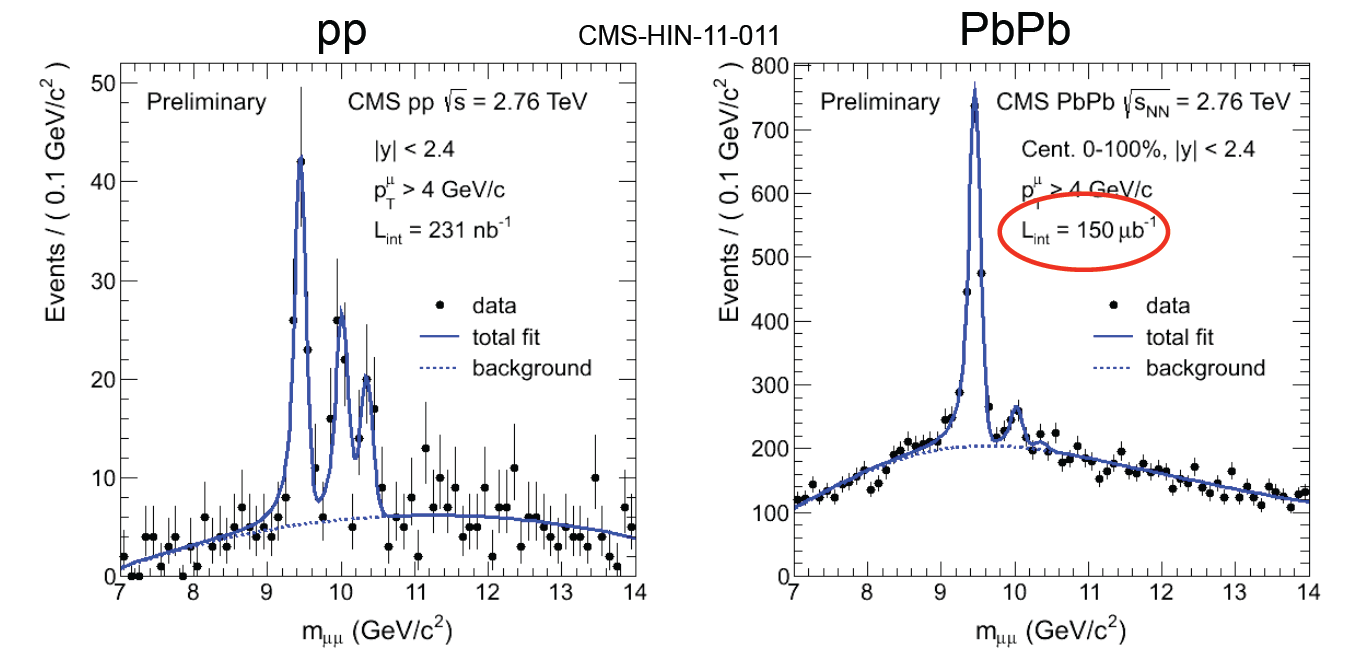 pp
CMS-HIN-11-011
PbPb
Events / ( 0.1 GeV/c² )
50
40
30
20
10
0
Preliminary
CMS pp √s = 2.76 TeV
|y| < 2.4
p_T^μ > 4 GeV/c
L_int = 231 nb⁻¹
data
total fit
background
7 8 9 10 11 12 13 14
m_μμ (GeV/c²)
Events / ( 0.1 GeV/c² )
800
700
600
500
400
300
200
100
0
Preliminary
CMS PbPb √s_NN = 2.76 TeV
Cent. 0-100%, |y| < 2.4
p_T^μ > 4 GeV/c
L_int = 150 μb⁻¹
data
total fit
background
7 8 9 10 11 12 13 14
m_μμ (GeV/c²)